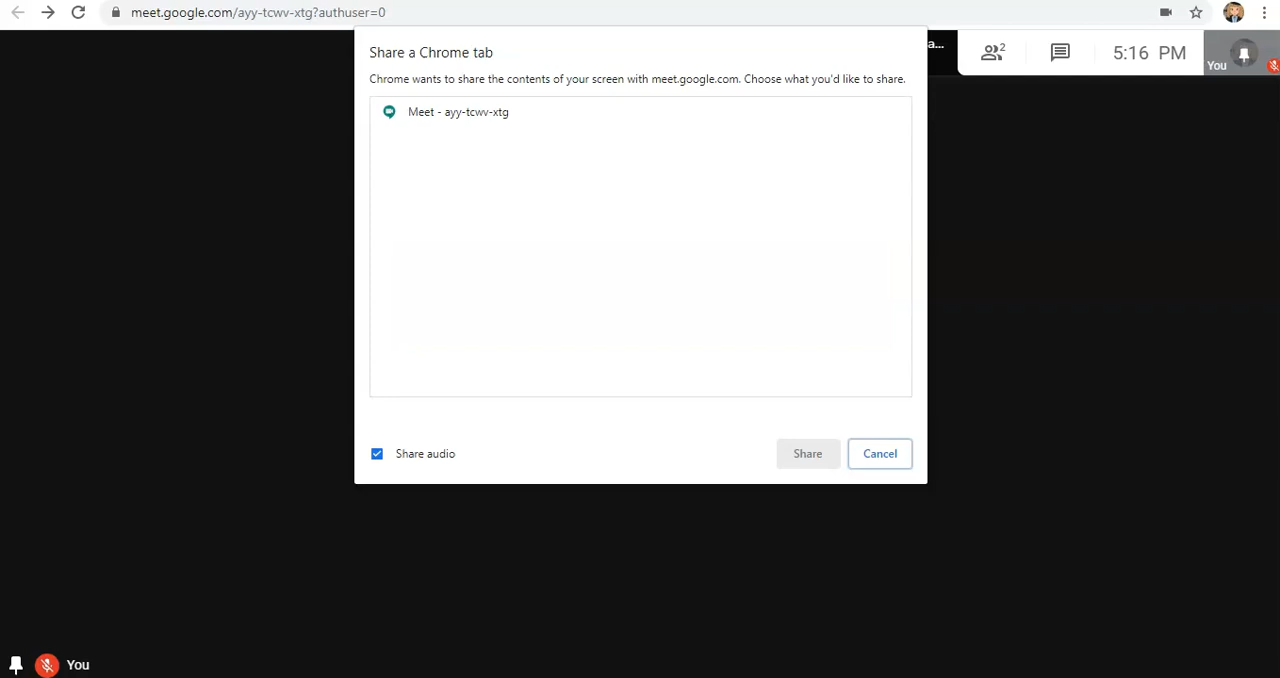 meet.google.com/ayy-tcwv-xtg?authuser=0
Share a Chrome tab
a...
2
5:16 PM
You
Chrome wants to share the contents of your screen with meet.google.com. Choose what you'd like to share.
Meet - ayy-tcwv-xtg
Share audio
Share
Cancel
You